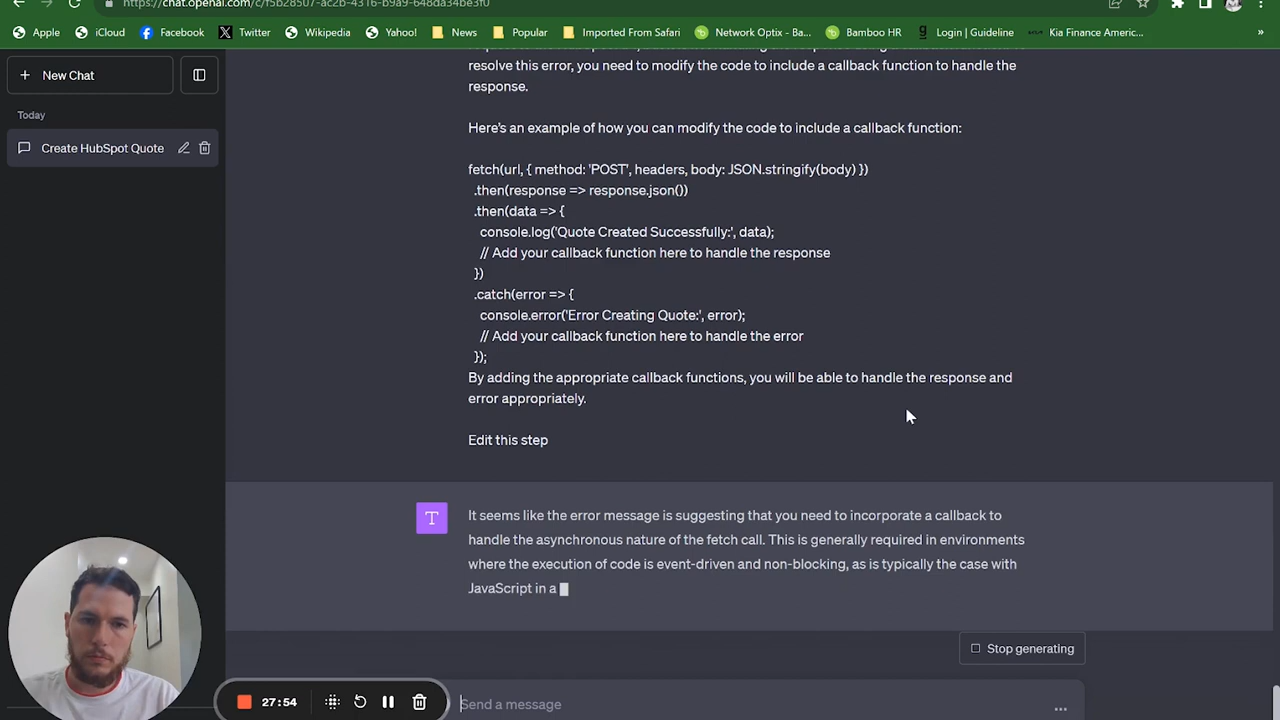 https://chat.openai.com/c/f5b28507-ac2b-4316-b9a9-648da34be3f0
Apple iCloud Facebook Twitter Wikipedia Yahoo! News Popular Imported From Safari Network Optix - Ba... Bamboo HR Login | Guideline Kia Finance Americ... »
New Chat
Today
Create HubSpot Quote
resolve this error, you need to modify the code to include a callback function to handle the
response.
Here's an example of how you can modify the code to include a callback function:
fetch(url, { method: 'POST', headers, body: JSON.stringify(body) })
.then(response => response.json())
.then(data => {
console.log('Quote Created Successfully:', data);
// Add your callback function here to handle the response
})
.catch(error => {
console.error('Error Creating Quote:', error);
// Add your callback function here to handle the error
});
By adding the appropriate callback functions, you will be able to handle the response and
error appropriately.
Edit this step
T
It seems like the error message is suggesting that you need to incorporate a callback to
handle the asynchronous nature of the fetch call. This is generally required in environments
where the execution of code is event-driven and non-blocking, as is typically the case with
JavaScript in a
Stop generating
27:54
Send a message